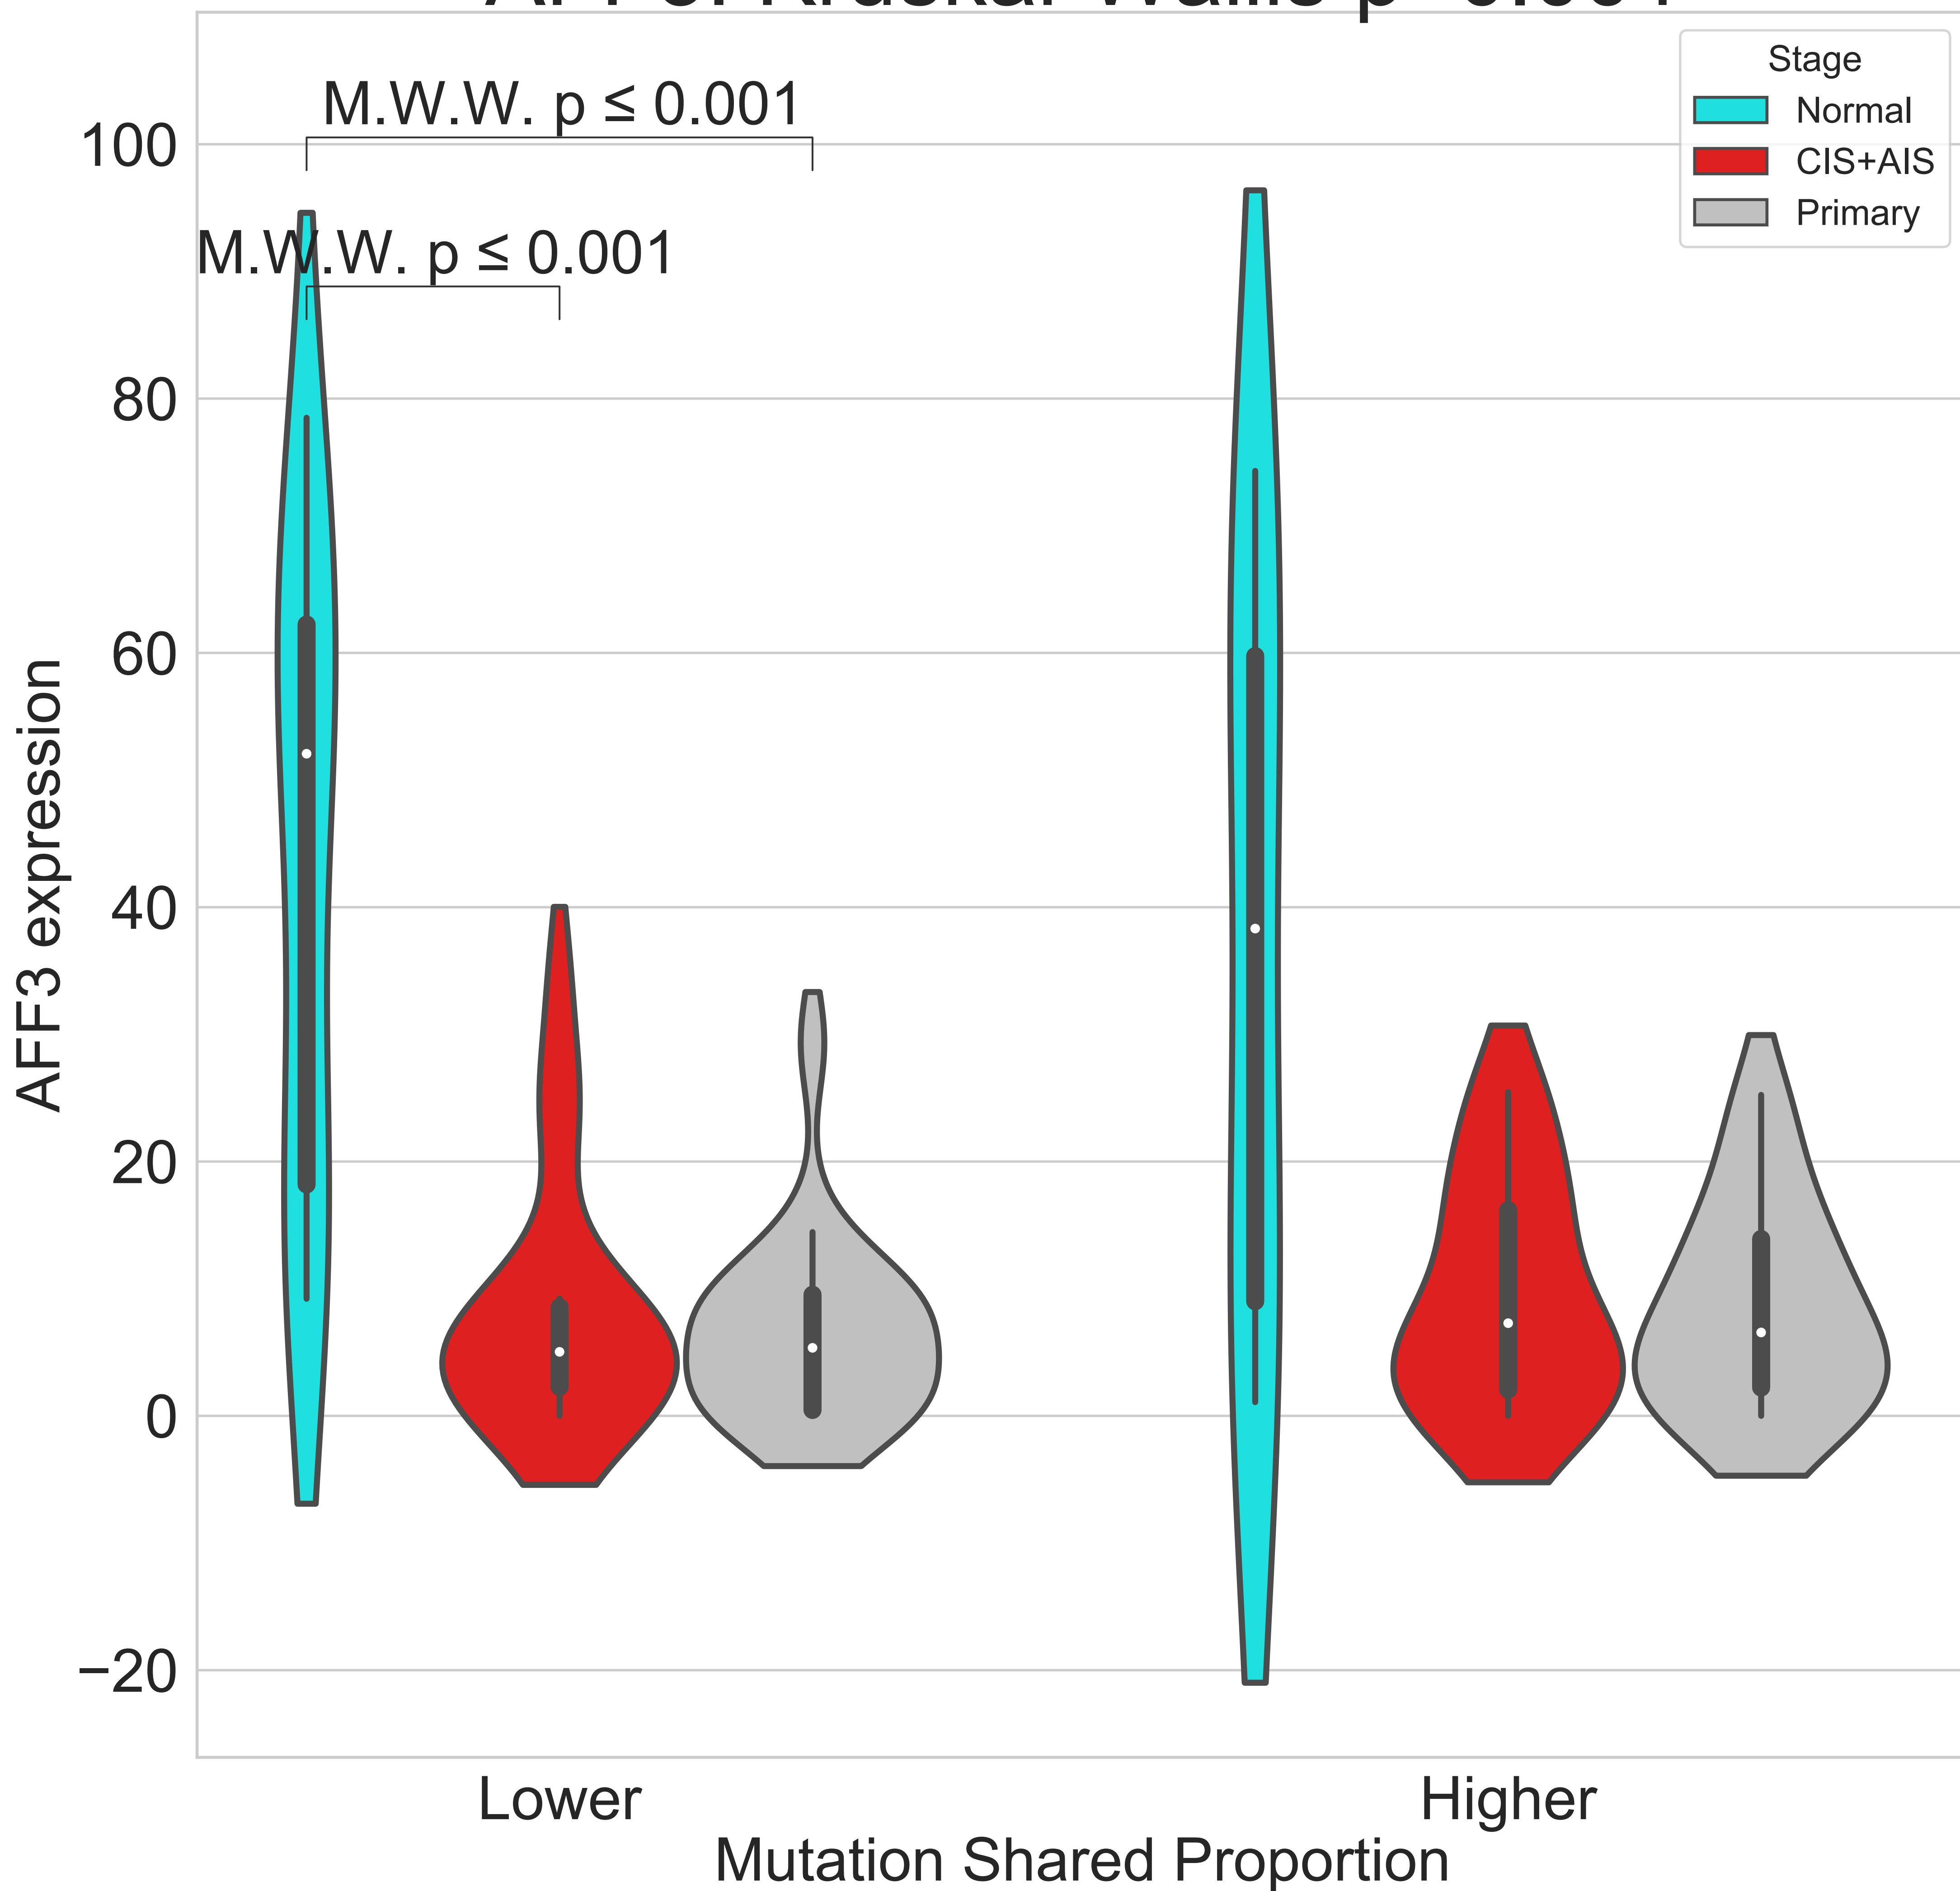 M.W.W. p ≤ 0.001
M.W.W. p ≤ 0.001
Stage
Normal
CIS+AIS
Primary
100
80
60
40
20
0
−20
AFF3 expression
Lower
Higher
Mutation Shared Proportion